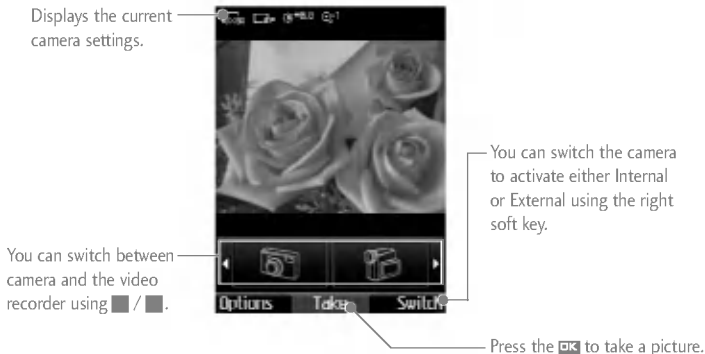 Displays the current
camera settings.
You can switch the camera
to activate either Internal
or External using the right
soft key.
You can switch between
camera and the video
recorder using / .
Options Take Switch
Press the OK to take a picture.